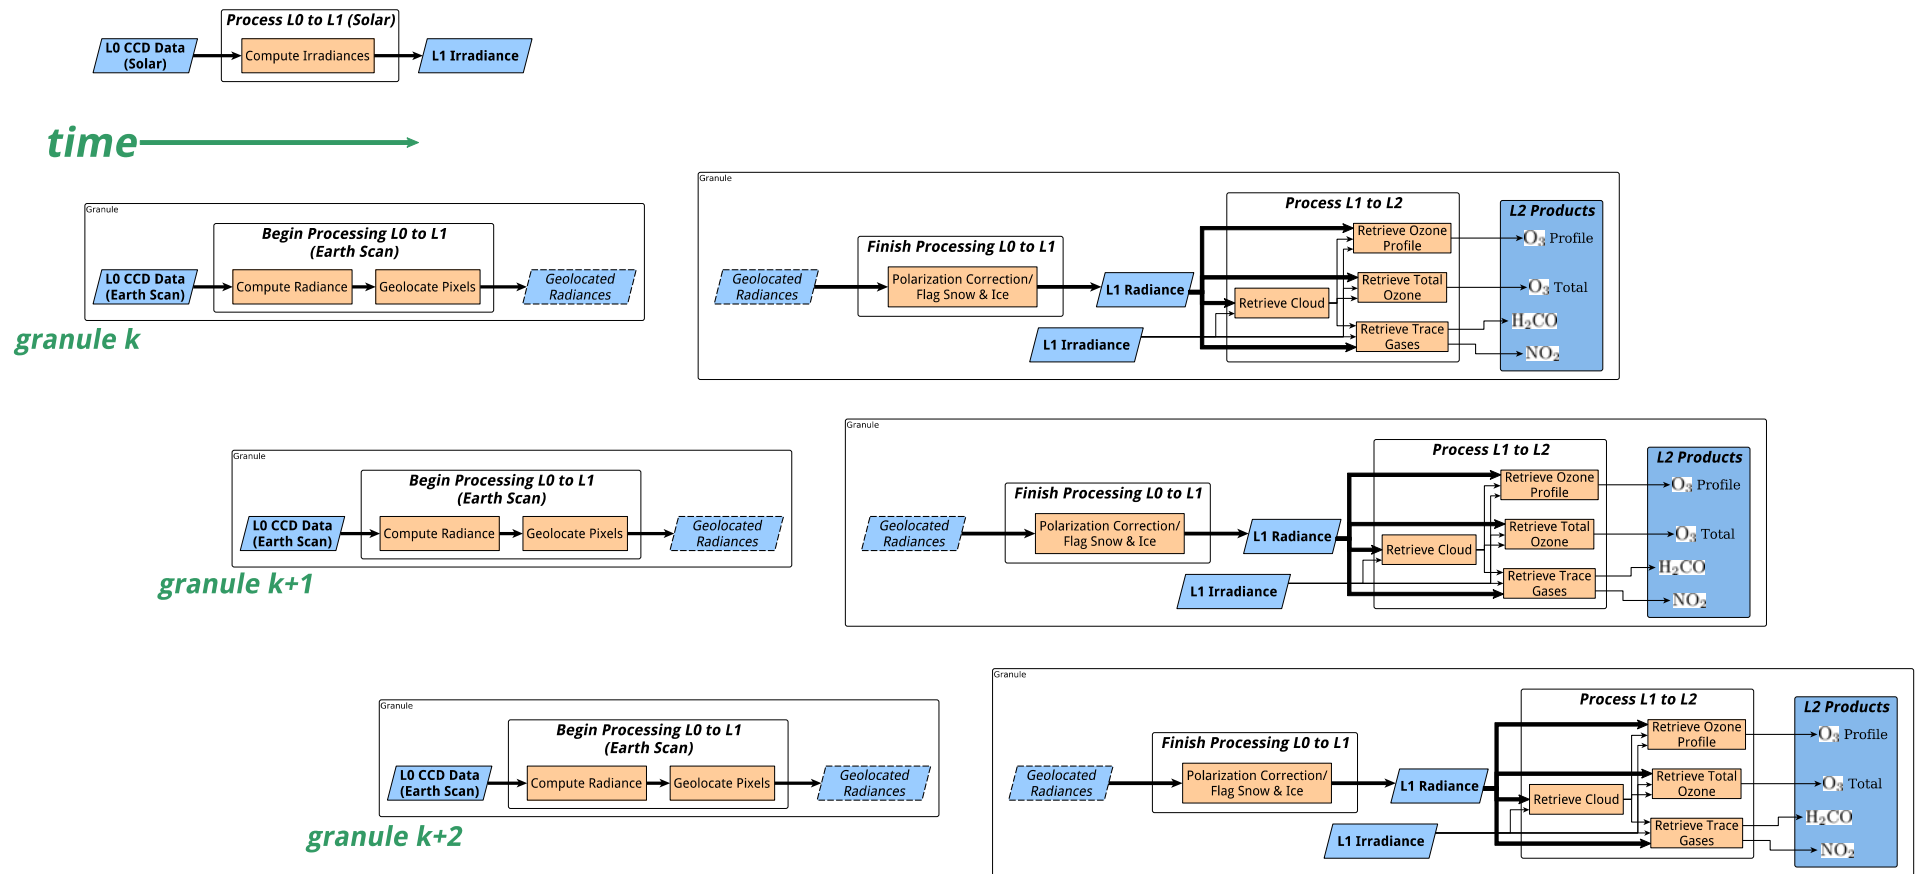 Process L0 to L1 (Solar)
L0 CCD Data
(Solar)
Compute Irradiances
L1 Irradiance
time
Granule
Begin Processing L0 to L1
(Earth Scan)
L0 CCD Data
(Earth Scan)
Compute Radiance
Geolocate Pixels
Geolocated
Radiances
granule k
Granule
Geolocated
Radiances
Finish Processing L0 to L1
Polarization Correction/
Flag Snow & Ice
L1 Radiance
L1 Irradiance
Process L1 to L2
Retrieve Cloud
Retrieve Ozone
Profile
Retrieve Total
Ozone
Retrieve Trace
Gases
L2 Products
O₃ Profile
O₃ Total
H₂CO
NO₂
Granule
Begin Processing L0 to L1
(Earth Scan)
L0 CCD Data
(Earth Scan)
Compute Radiance
Geolocate Pixels
Geolocated
Radiances
granule k+1
Granule
Geolocated
Radiances
Finish Processing L0 to L1
Polarization Correction/
Flag Snow & Ice
L1 Radiance
L1 Irradiance
Process L1 to L2
Retrieve Cloud
Retrieve Ozone
Profile
Retrieve Total
Ozone
Retrieve Trace
Gases
L2 Products
O₃ Profile
O₃ Total
H₂CO
NO₂
Granule
Begin Processing L0 to L1
(Earth Scan)
L0 CCD Data
(Earth Scan)
Compute Radiance
Geolocate Pixels
Geolocated
Radiances
granule k+2
Granule
Geolocated
Radiances
Finish Processing L0 to L1
Polarization Correction/
Flag Snow & Ice
L1 Radiance
L1 Irradiance
Process L1 to L2
Retrieve Cloud
Retrieve Ozone
Profile
Retrieve Total
Ozone
Retrieve Trace
Gases
L2 Products
O₃ Profile
O₃ Total
H₂CO
NO₂